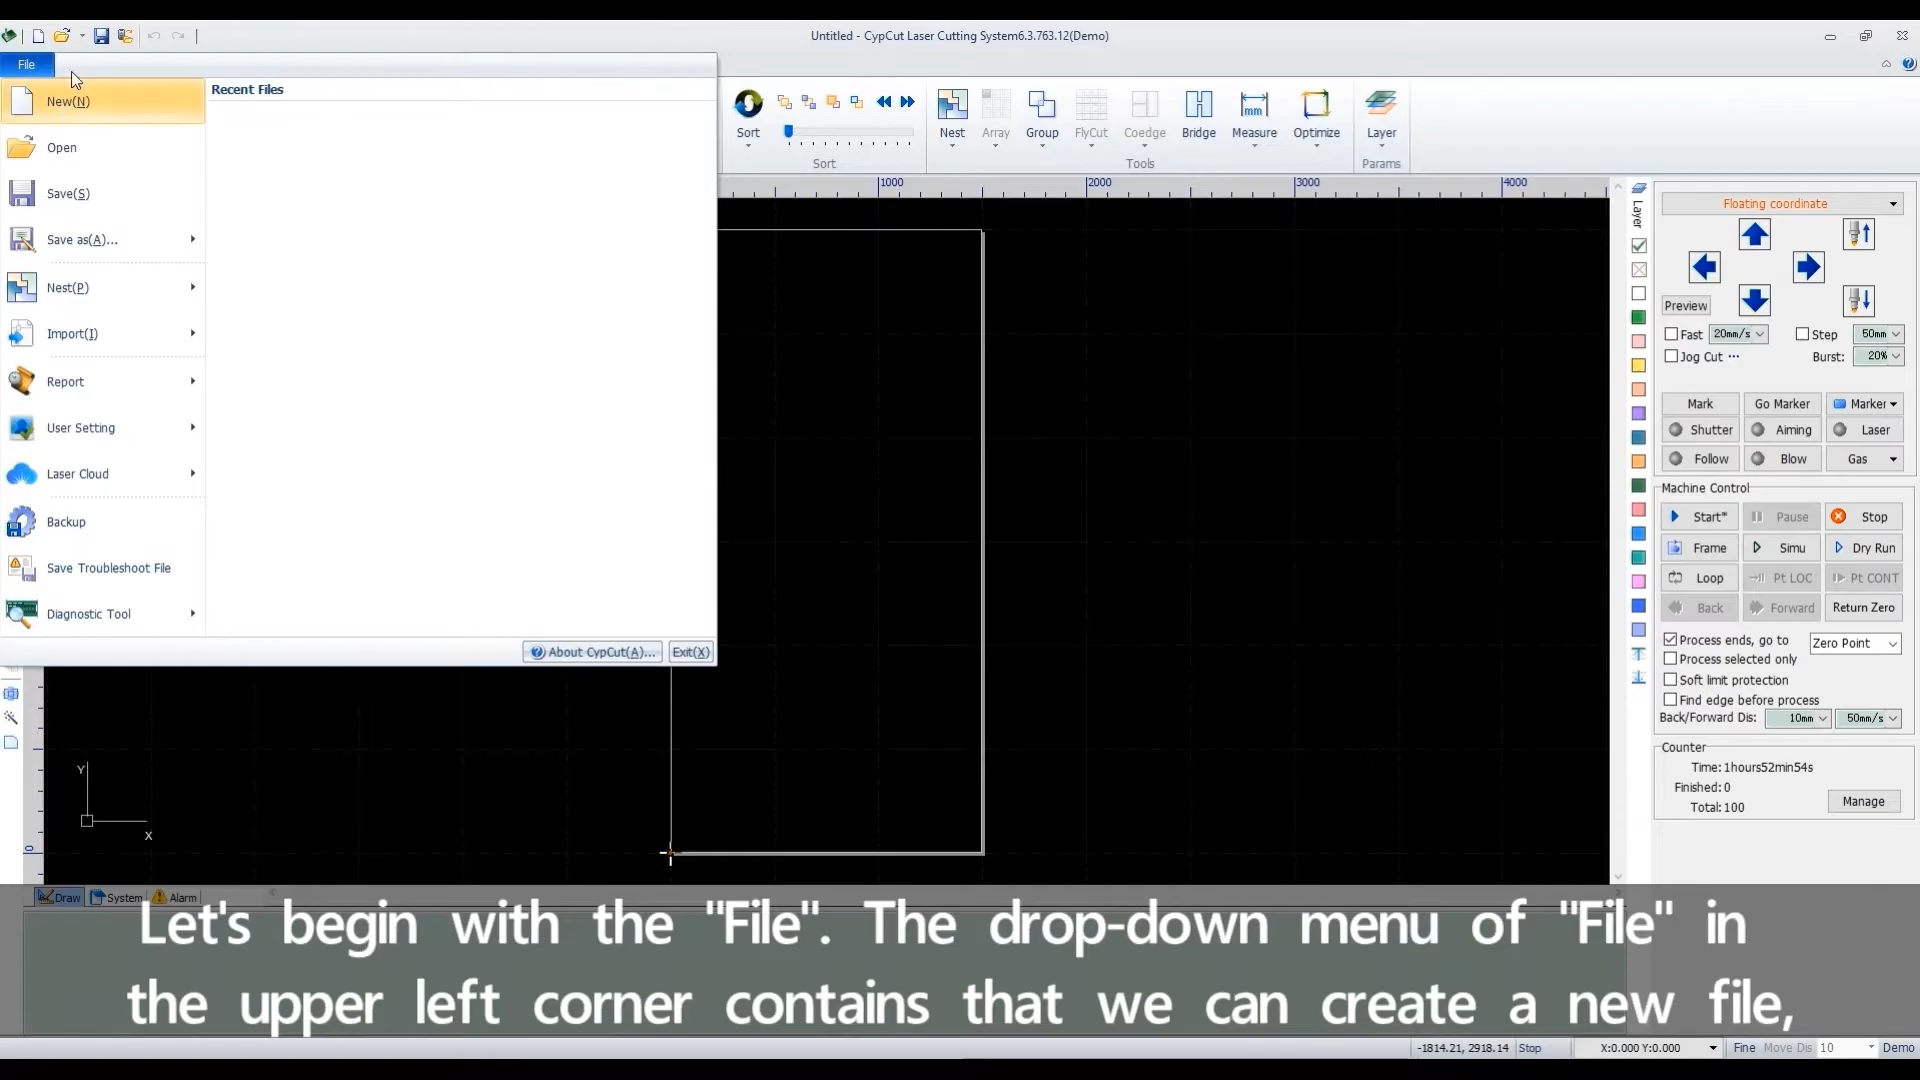 Untitled - CypCut Laser Cutting System6.3.763.12(Demo)
File
New(N)
Open
Save(S)
Save as(A)...
Nest(P)
Import(I)
Report
User Setting
Laser Cloud
Backup
Save Troubleshoot File
Diagnostic Tool
Recent Files
About CypCut(A)...
Exit(X)
Sort
Sort
Nest
Array
Group
FlyCut
Coedge
Bridge
Measure
Optimize
Tools
Layer
Params
1000
2000
3000
4000
Y
X
0
Layer
Floating coordinate
Preview
Fast 20mm/s Step 50mm
Jog Cut ... Burst: 20%
Mark Go Marker Marker
Shutter Aiming Laser
Follow Blow Gas
Machine Control
Start* Pause Stop
Frame Simu Dry Run
Loop Pt LOC Pt CONT
Back Forward Return Zero
Process ends, go to Zero Point
Process selected only
Soft limit protection
Find edge before process
Back/Forward Dis: 10mm 50mm/s
Counter
Time:1hours52min54s
Finished:0
Total:100
Manage
Draw System Alarm
Let's begin with the "File". The drop-down menu of "File" in
the upper left corner contains that we can create a new file,
-1814.21, 2918.14 Stop X:0.000 Y:0.000 Fine Move Dis 10 Demo